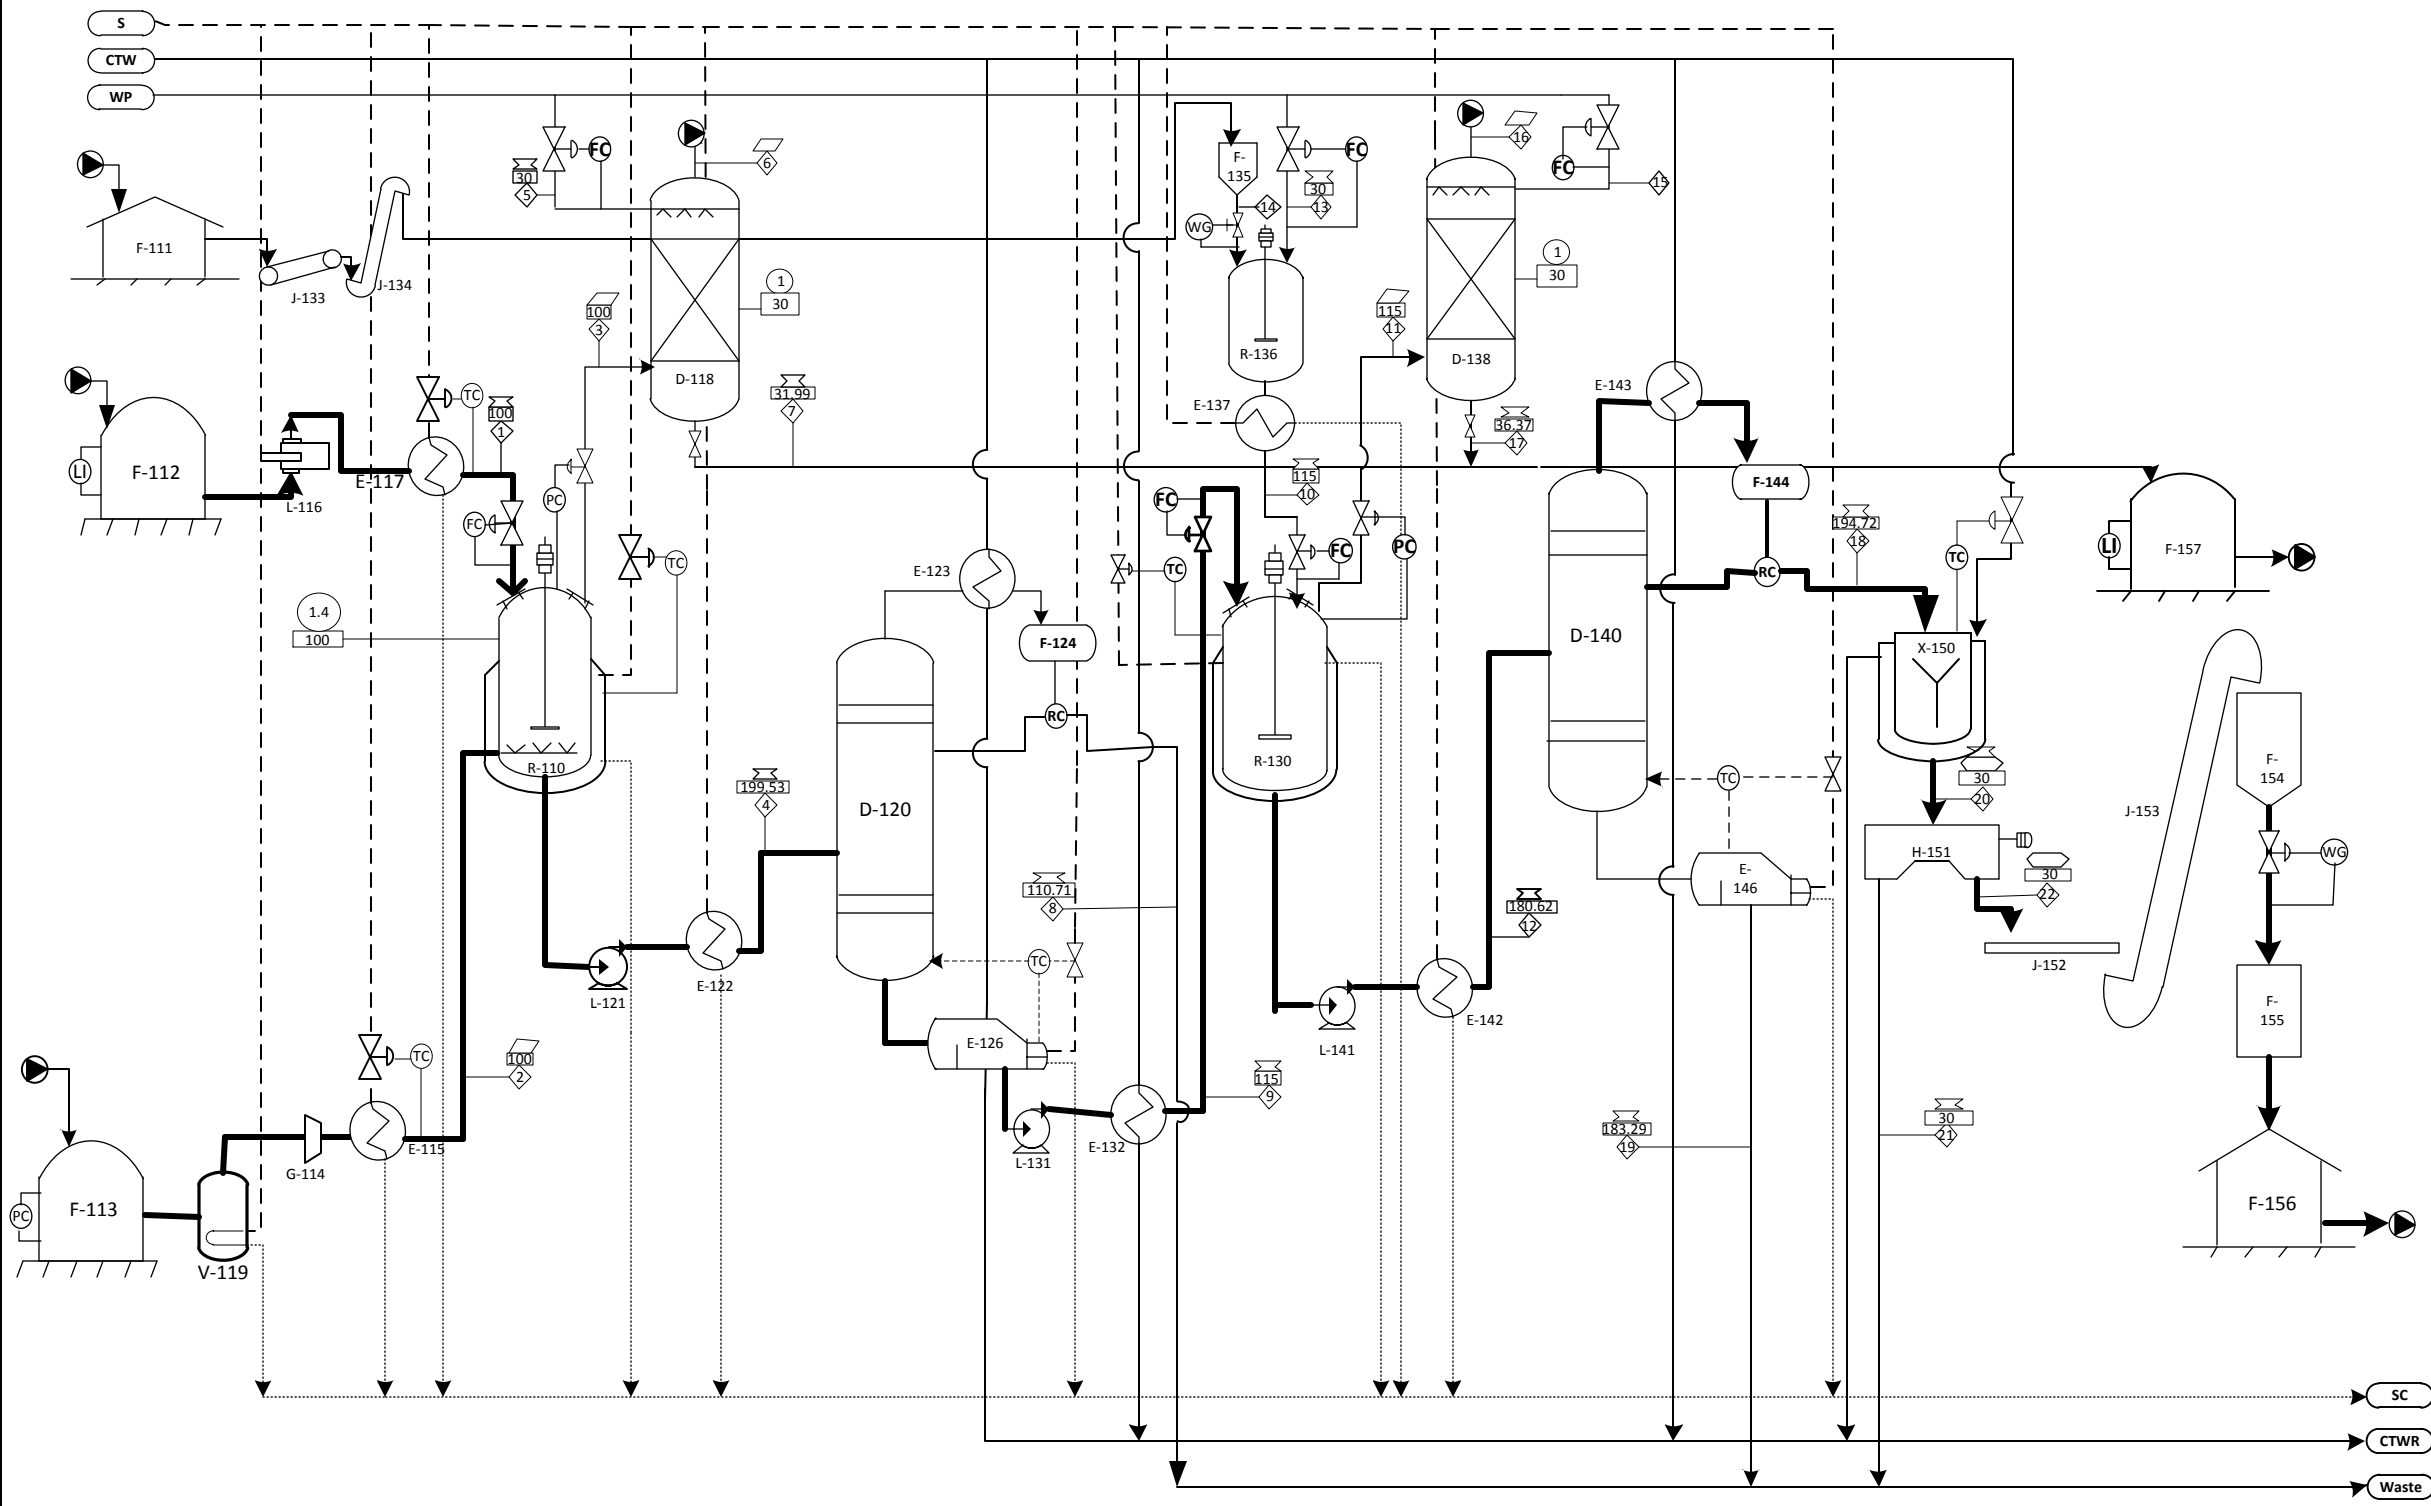 S
CTW
WP
F-111
J-133
J-134
30
5
FC
6
F-
135
14
WG
30
13
FC
16
FC
15
1
30
1
30
100
3
D-118
31.99
7
R-136
E-137
115
11
D-138
36.37
17
E-143
F-144
LI
F-112
L-116
E-117
TC
100
1
PC
FC
TC
1.4
100
R-110
115
10
FC
FC
PC
TC
R-130
E-123
F-124
RC
D-120
199.53
4
110.71
8
TC
E-126
L-121
E-122
D-140
RC
194.72
18
TC
LI
F-157
X-150
30
20
H-151
30
22
J-152
J-153
F-
154
WG
F-
155
F-156
TC
E-
146
180.62
12
L-141
E-142
TC
100
2
E-115
G-114
PC
F-113
V-119
L-131
E-132
115
9
183.29
19
30
21
SC
CTWR
Waste